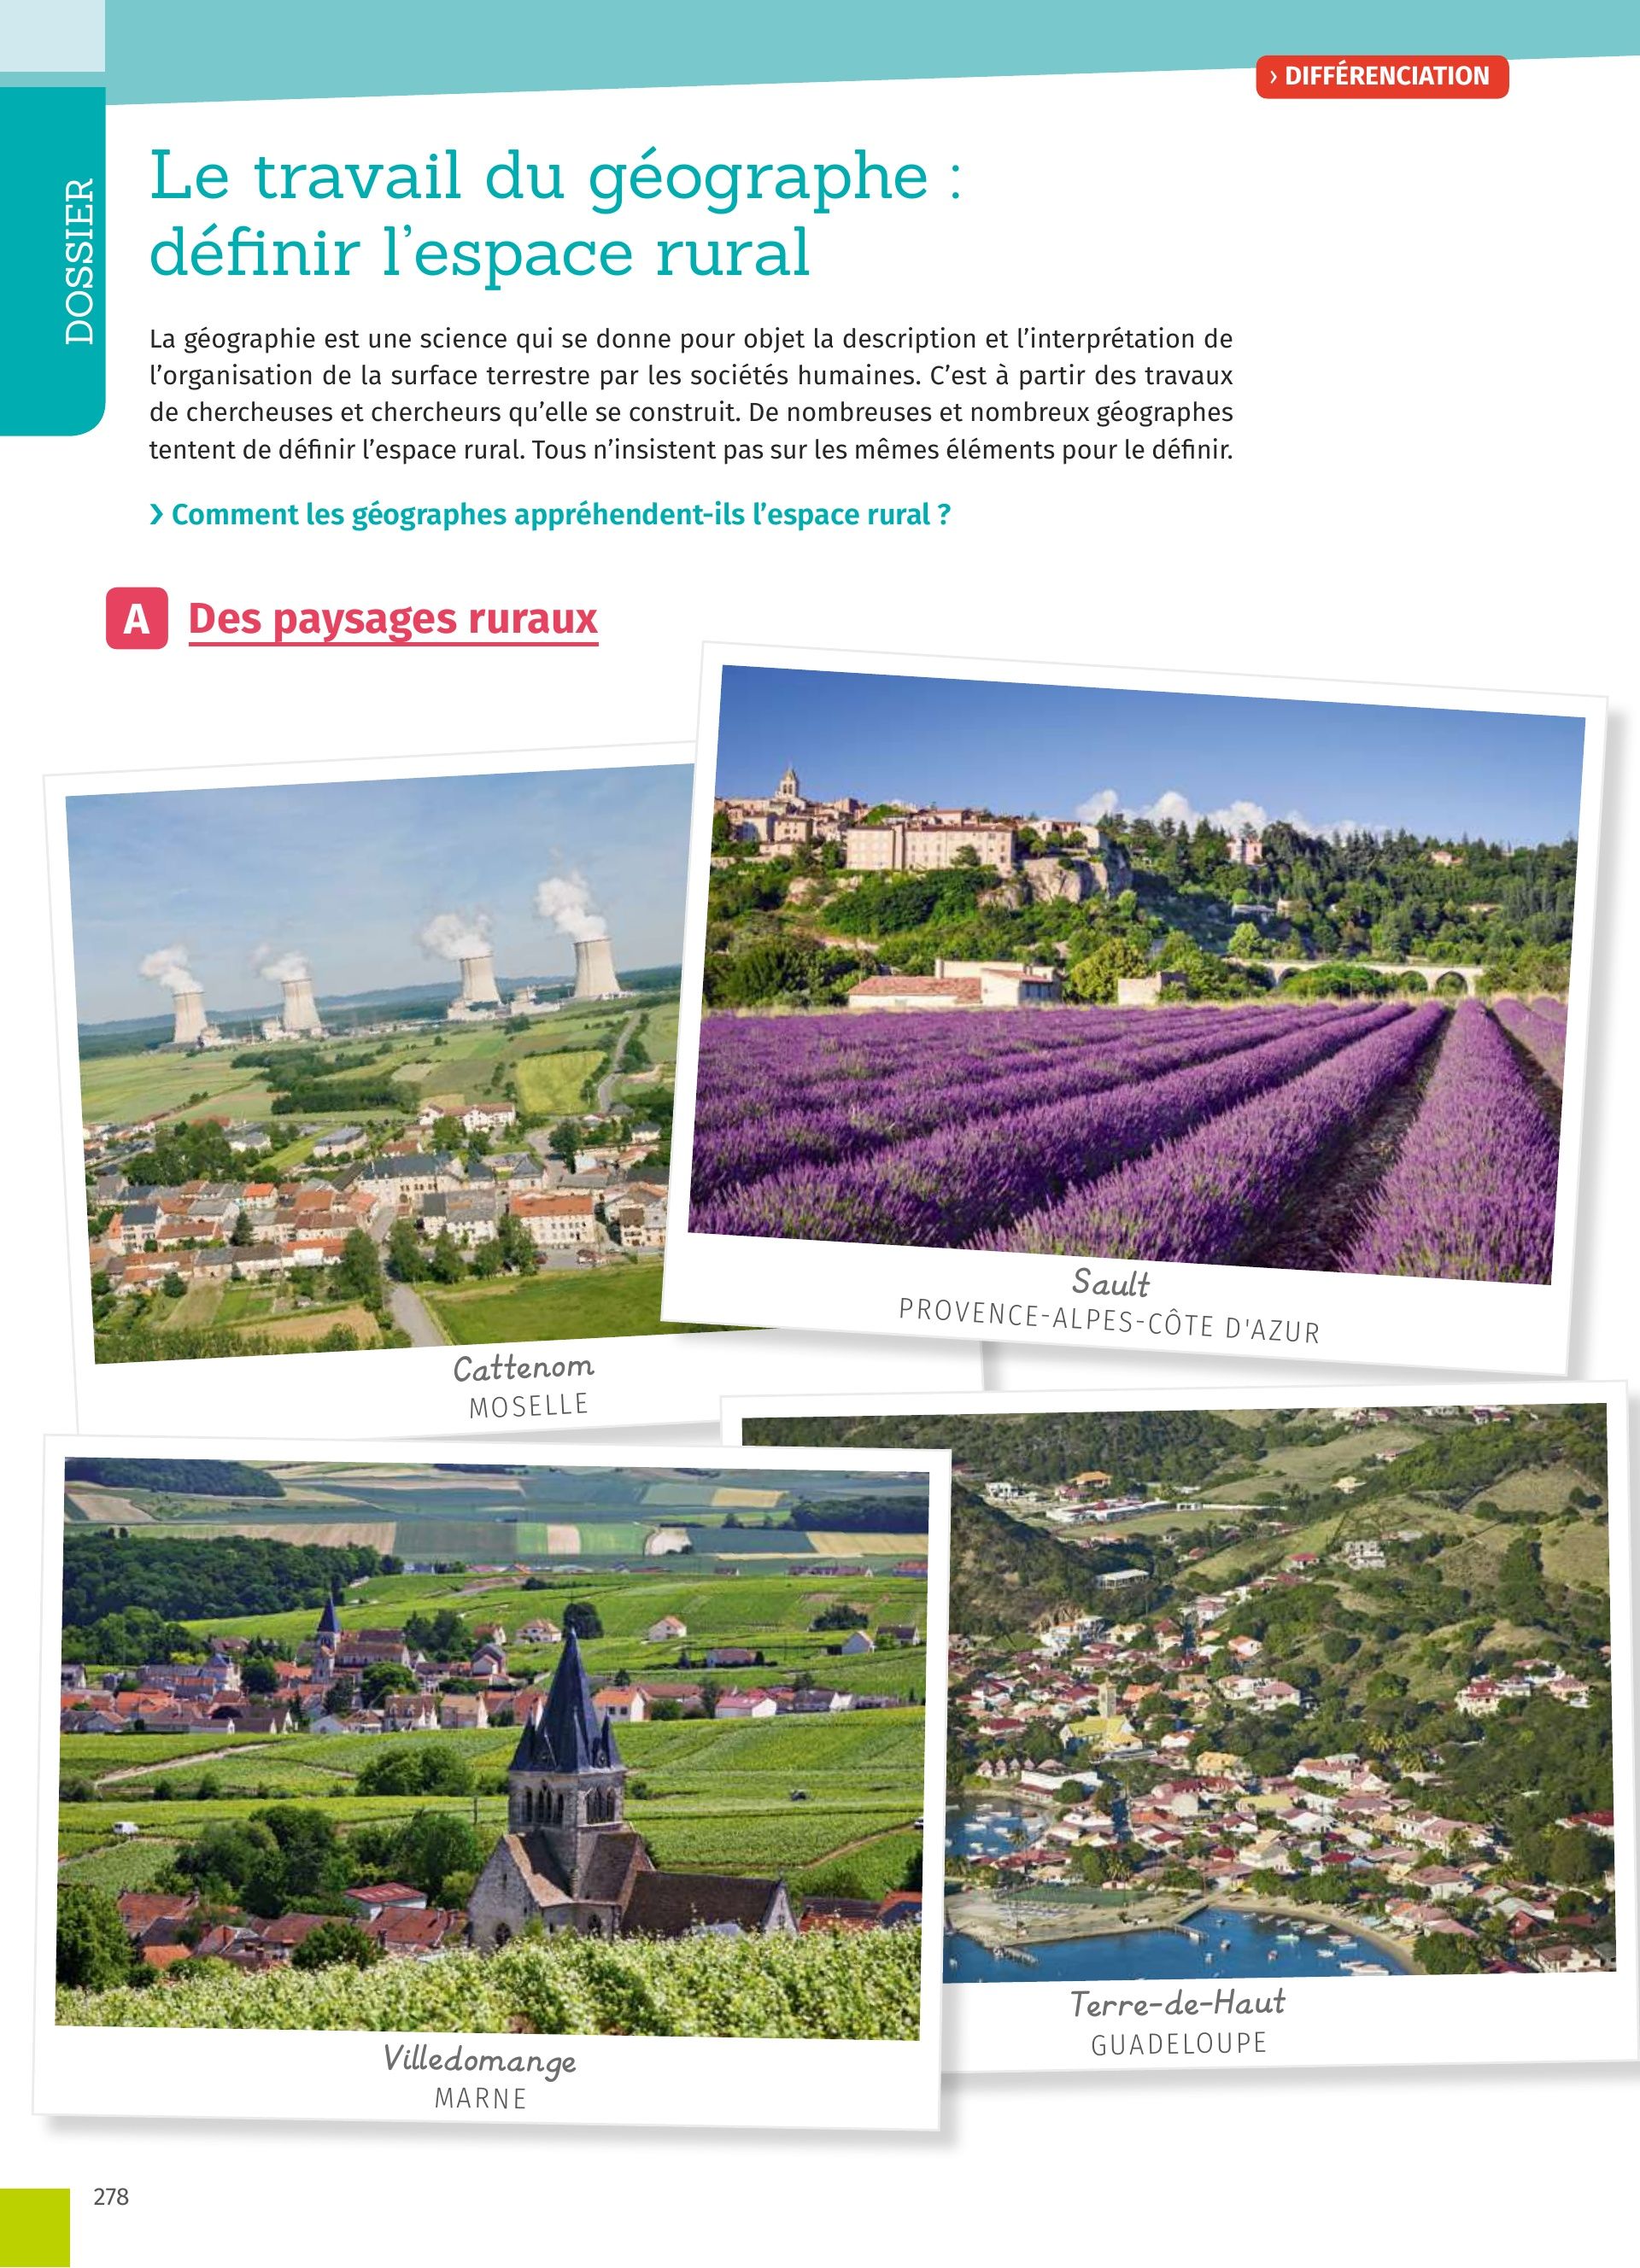 › DIFFÉRENCIATION
DOSSIER
Le travail du géographe :
définir l’espace rural
La géographie est une science qui se donne pour objet la description et l’interprétation de
l’organisation de la surface terrestre par les sociétés humaines. C’est à partir des travaux
de chercheuses et chercheurs qu’elle se construit. De nombreuses et nombreux géographes
tentent de définir l’espace rural. Tous n’insistent pas sur les mêmes éléments pour le définir.
› Comment les géographes appréhendent-ils l’espace rural ?
A Des paysages ruraux
Sault
PROVENCE-ALPES-CÔTE D'AZUR
Cattenom
MOSELLE
Terre-de-Haut
GUADELOUPE
Villedomange
MARNE
278